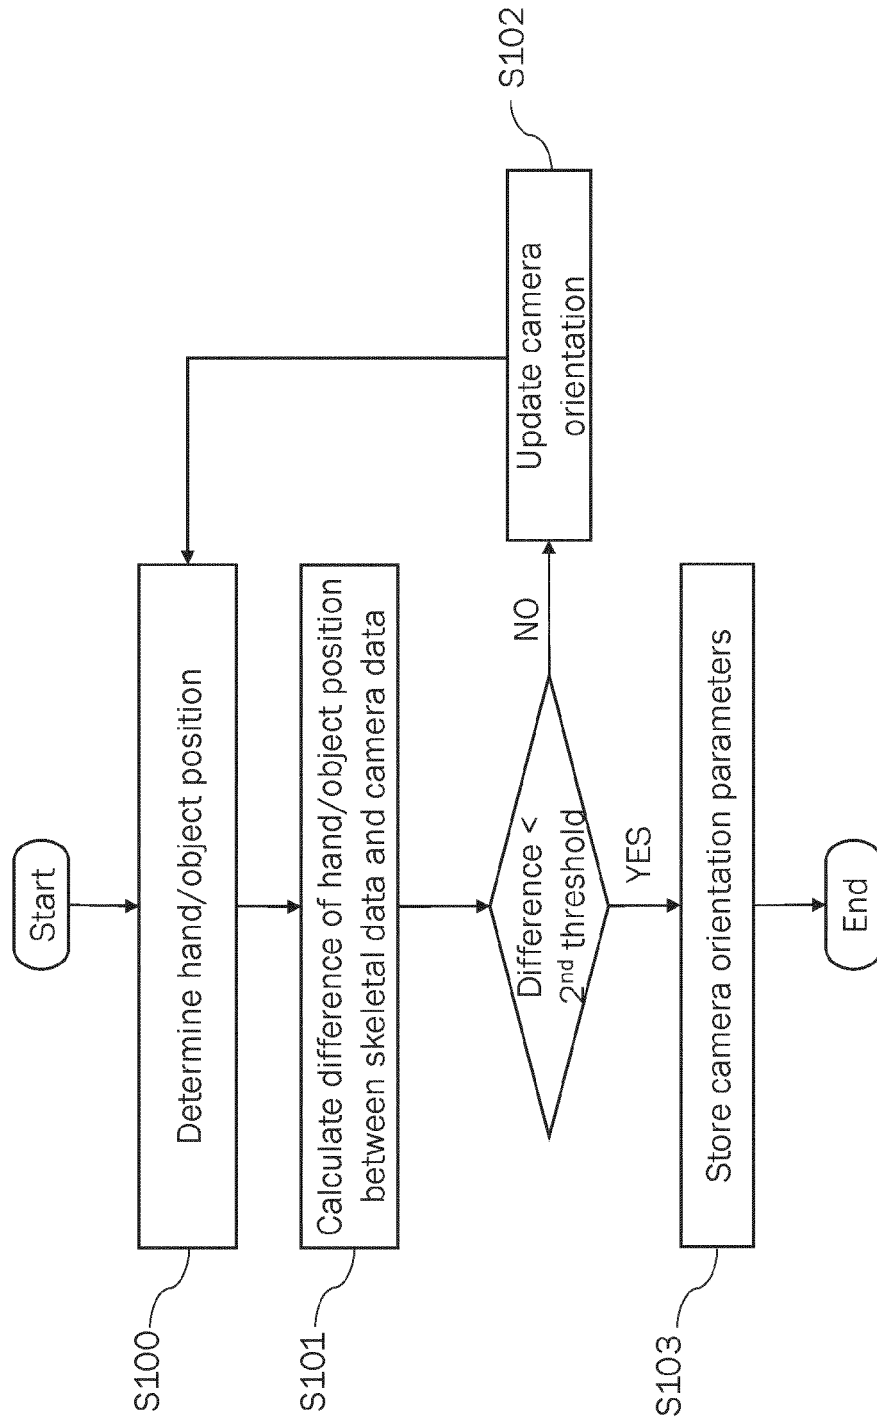 Start
S100
Determine hand/object position
S101
Calculate difference of hand/object position
between skeletal data and camera data
Difference <
2nd threshold
NO
Update camera
orientation
S102
YES
S103
Store camera orientation parameters
End